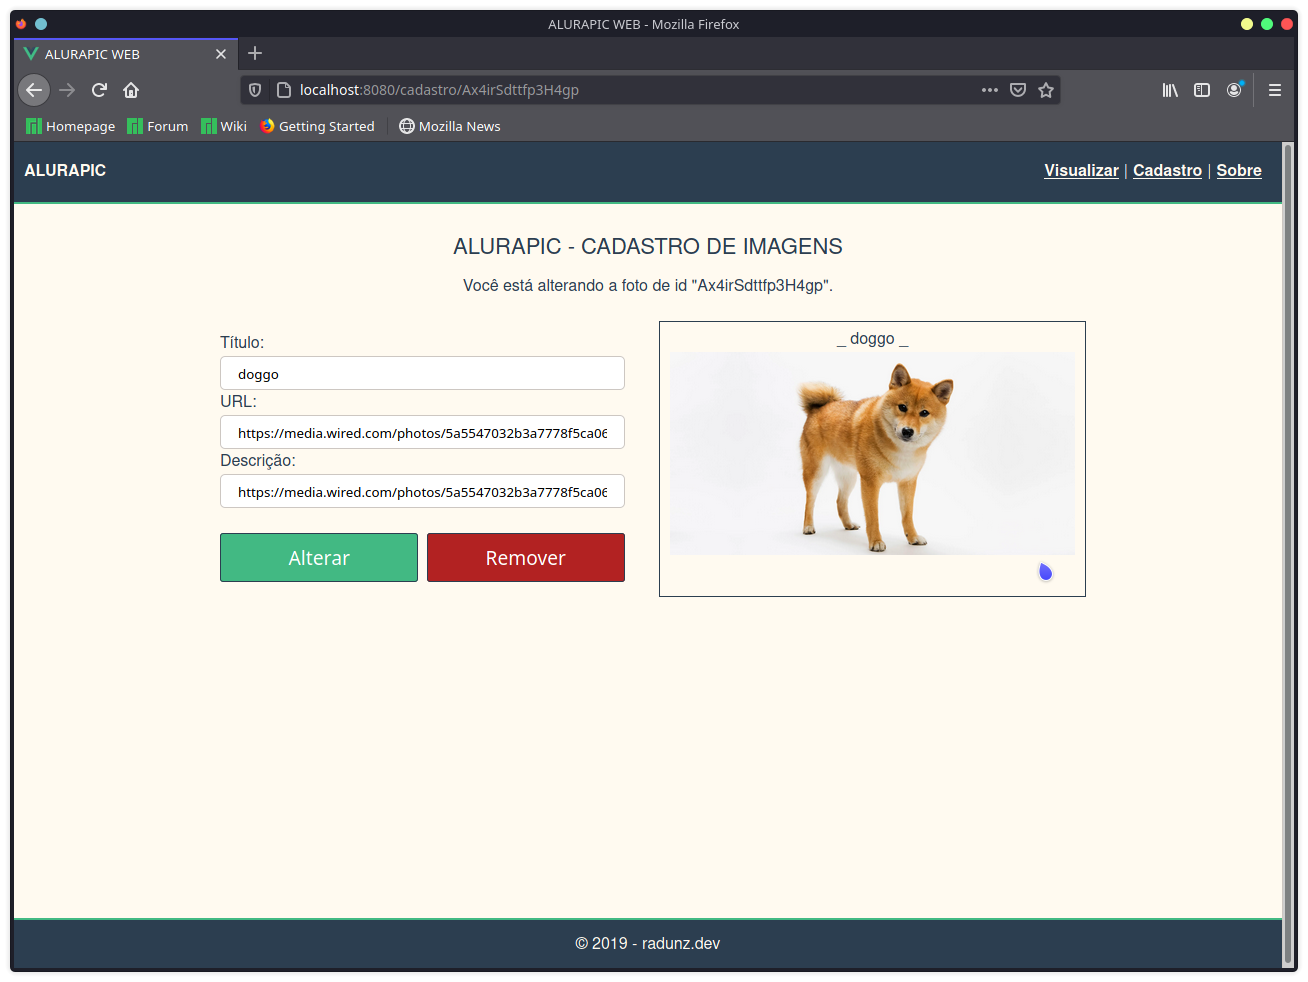 ALURAPIC WEB - Mozilla Firefox
ALURAPIC WEB
localhost:8080/cadastro/Ax4irSdttfp3H4gp
Homepage Forum Wiki Getting Started Mozilla News
ALURAPIC Visualizar | Cadastro | Sobre
ALURAPIC - CADASTRO DE IMAGENS
Você está alterando a foto de id "Ax4irSdttfp3H4gp".
Título:
doggo
URL:
https://media.wired.com/photos/5a5547032b3a7778f5ca06
Descrição:
https://media.wired.com/photos/5a5547032b3a7778f5ca06
Alterar Remover
_ doggo _
© 2019 - radunz.dev